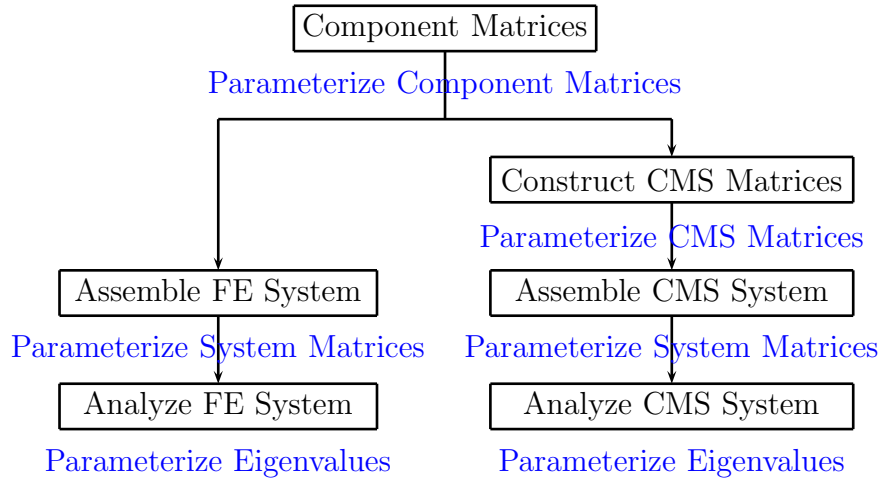 Component Matrices
Parameterize Component Matrices
Construct CMS Matrices
Parameterize CMS Matrices
Assemble FE System
Assemble CMS System
Parameterize System Matrices
Parameterize System Matrices
Analyze FE System
Analyze CMS System
Parameterize Eigenvalues
Parameterize Eigenvalues